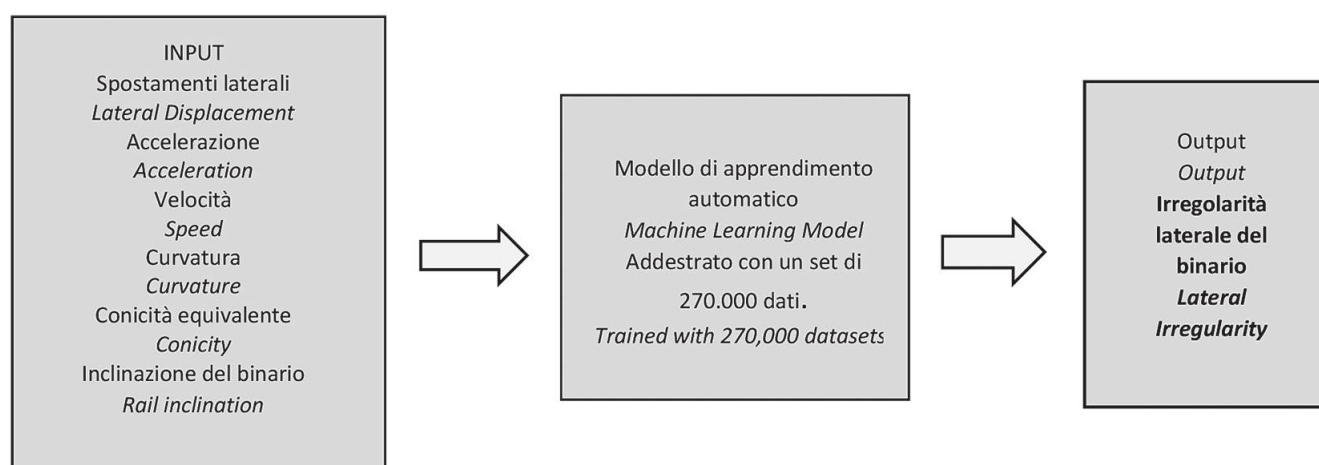 INPUT
Spostamenti laterali
Lateral Displacement
Accelerazione
Acceleration
Velocità
Speed
Curvatura
Curvature
Conicità equivalente
Conicity
Inclinazione del binario
Rail inclination
Modello di apprendimento
automatico
Machine Learning Model
Addestrato con un set di
270.000 dati.
Trained with 270,000 datasets
Output
Output
Irregolarità
laterale del
binario
Lateral
Irregularity